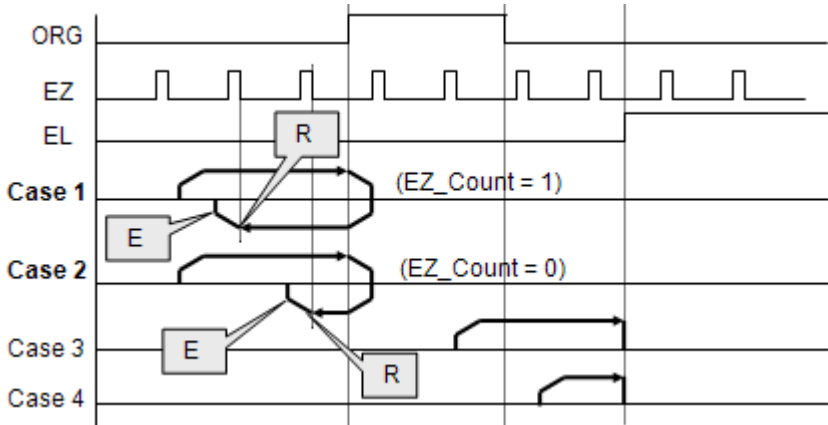 ORG
EZ
EL
R
Case 1
(EZ_Count = 1)
E
Case 2
(EZ_Count = 0)
Case 3
E
R
Case 4